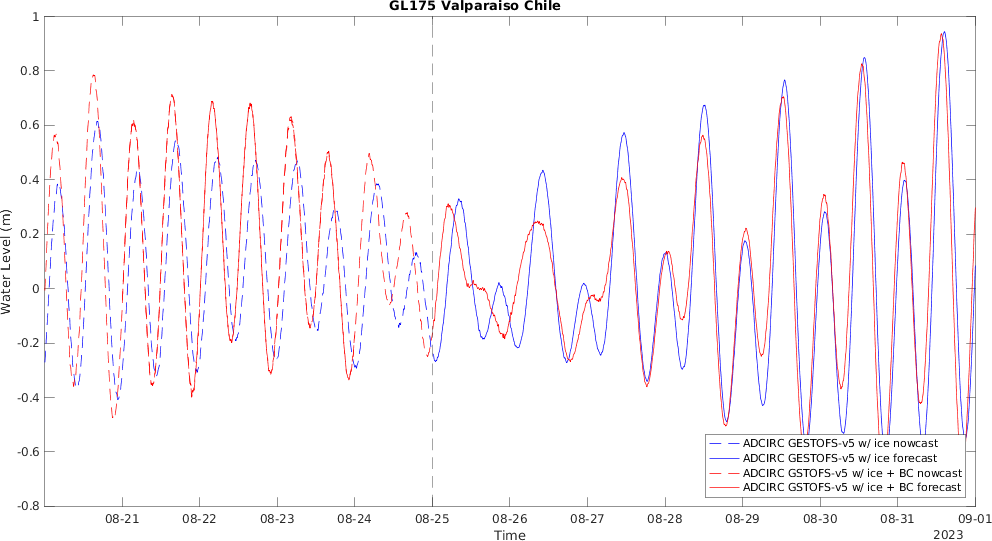 GL175 Valparaiso Chile
1
0.8
0.6
0.4
0.2
0
-0.2
-0.4
-0.6
-0.8
Water Level (m)
ADCIRC GESTOFS-v5 w/ ice nowcast
ADCIRC GESTOFS-v5 w/ ice forecast
ADCIRC GSTOFS-v5 w/ ice + BC nowcast
ADCIRC GSTOFS-v5 w/ ice + BC forecast
08-21 08-22 08-23 08-24 08-25 08-26 08-27 08-28 08-29 08-30 08-31 09-01
Time
2023